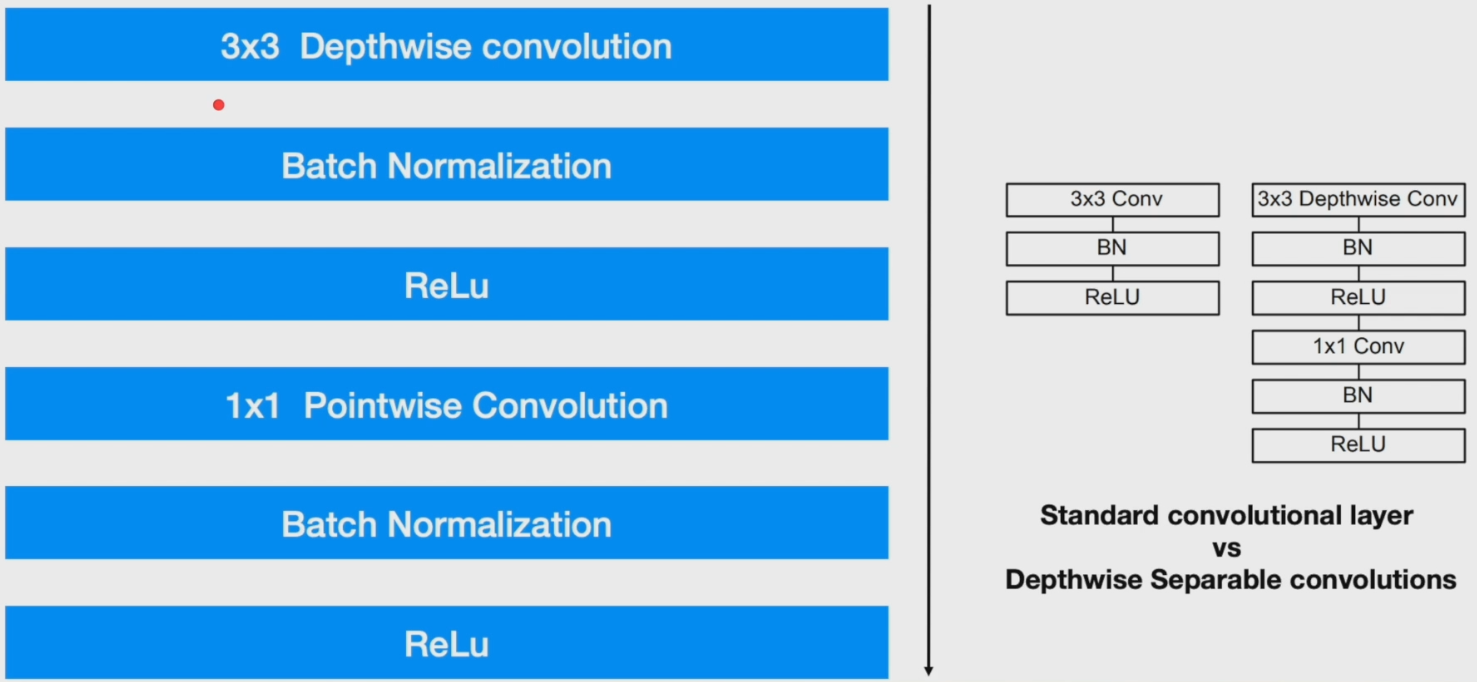 3x3 Depthwise convolution
Batch Normalization
ReLu
1x1 Pointwise Convolution
Batch Normalization
ReLu
3x3 Conv
BN
ReLU
3x3 Depthwise Conv
BN
ReLU
1x1 Conv
BN
ReLU
Standard convolutional layer
vs
Depthwise Separable convolutions